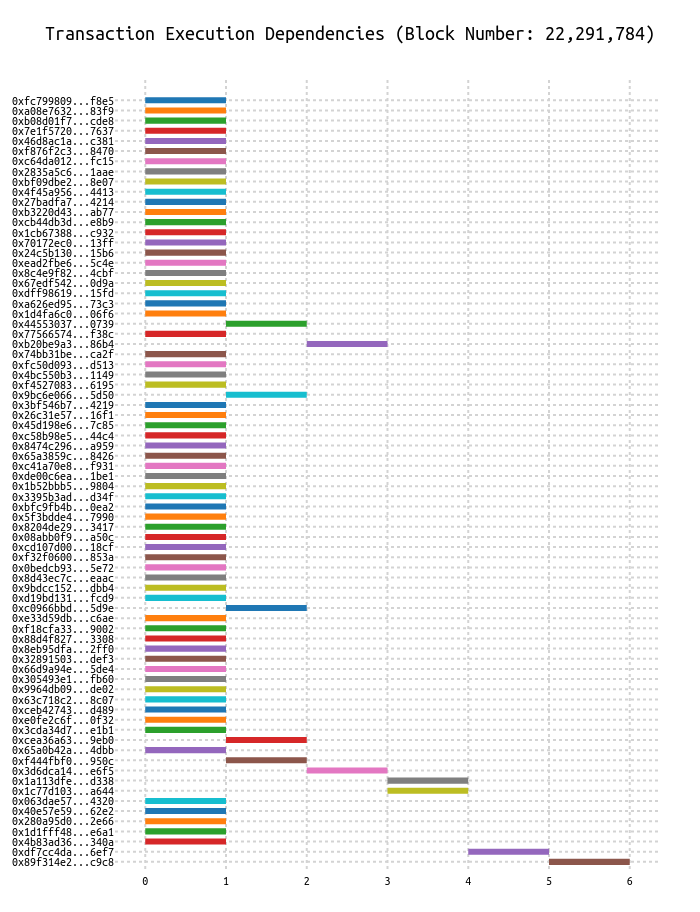 Transaction Execution Dependencies (Block Number: 22,291,784)
0xfc799809...f8e5
0xa08e7632...83f9
0xb08d01f7...cde8
0x7e1f5720...7637
0x46d8ac1a...c381
0xf876f2c3...8470
0xc64da012...fc15
0x2835a5c6...1aae
0xbf09dbe2...8e07
0x4f45a956...4413
0x27badfa7...4214
0xb3220d43...ab77
0xcb44db3d...e8b9
0x1cb67388...c932
0x70172ec0...13ff
0x24c5b130...15b6
0xead2fbe6...5c4e
0x8c4e9f82...4cbf
0x67edf542...0d9a
0xdff98619...15fd
0xa626ed95...73c3
0x1d4fa6c0...06f6
0x44553037...0739
0x77566574...f38c
0xb20be9a3...86b4
0x74bb31be...ca2f
0xfc50d093...d513
0x4bc550b3...1149
0xf4527083...6195
0x9bc6e066...5d50
0x3bf546b7...4219
0x26c31e57...16f1
0x45d198e6...7c85
0xc58b98e5...44c4
0x8474c296...a959
0x65a3859c...8426
0xc41a70e8...f931
0xde00c6ea...1be1
0x1b52bbb5...9804
0x3395b3ad...d34f
0xbfc9fb4b...0ea2
0x5f3bdde4...7990
0x8204de29...3417
0x08abb0f9...a50c
0xcd107d00...18cf
0xf32f0600...853a
0x0bedcb93...5e72
0x8d43ec7c...eaac
0x9bdcc152...dbb4
0xd19bd131...fcd9
0xc0966bbd...5d9e
0xe33d59db...c6ae
0xf18cfa33...9002
0x88d4f827...3308
0x8eb95dfa...2ff0
0x32891503...def3
0x66d9a94e...5de4
0x305493e1...fb60
0x9964db09...de02
0x63c718c2...8c07
0xceb42743...d489
0xe0fe2c6f...0f32
0x3cda34d7...e1b1
0xcea36a63...9eb0
0x65a0b42a...4dbb
0xf444fbf0...950c
0x3d6dca14...e6f5
0x1a113dfe...d338
0x1c77d103...a644
0x063dae57...4320
0x40e57e59...62e2
0x280a95d0...2e66
0x1d1fff48...e6a1
0x4b83ad36...340a
0xdf7cc4da...6ef7
0x89f314e2...c9c8
0 1 2 3 4 5 6